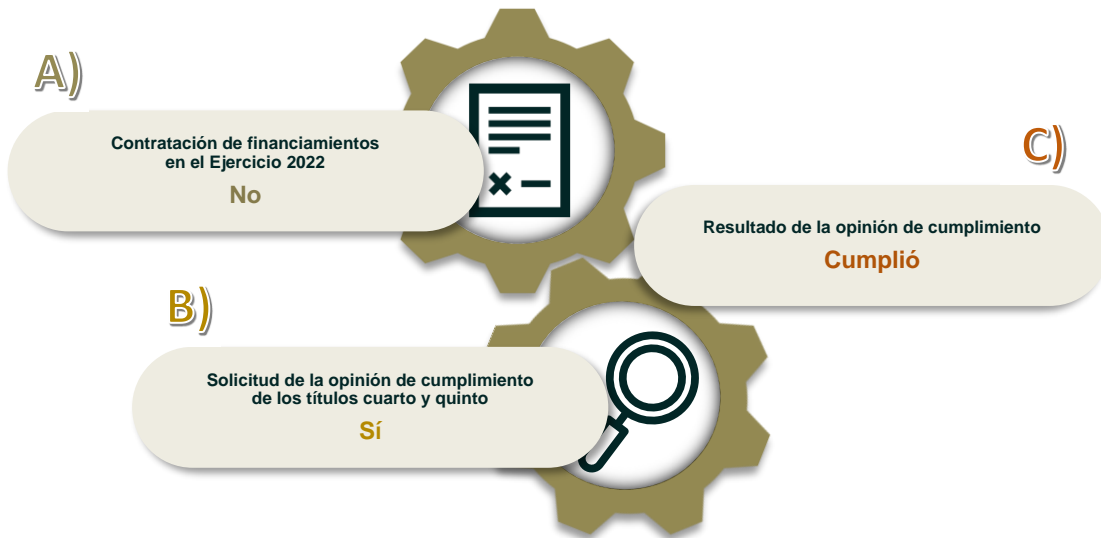 A)
Contratación de financiamientos
en el Ejercicio 2022
No
B)
Solicitud de la opinión de cumplimiento
de los títulos cuarto y quinto
Sí
C)
Resultado de la opinión de cumplimiento
Cumplió